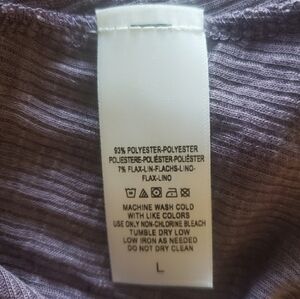 93% POLYESTER-POLYESTER
POLIESTERE-POLIÉSTER-POLIÉSTER
7% FLAX-LIN-FLACHS-LINO-
FLAX-LINO
MACHINE WASH COLD
WITH LIKE COLORS
USE ONLY NON-CHLORINE BLEACH
TUMBLE DRY LOW
LOW IRON AS NEEDED
DO NOT DRY CLEAN
L